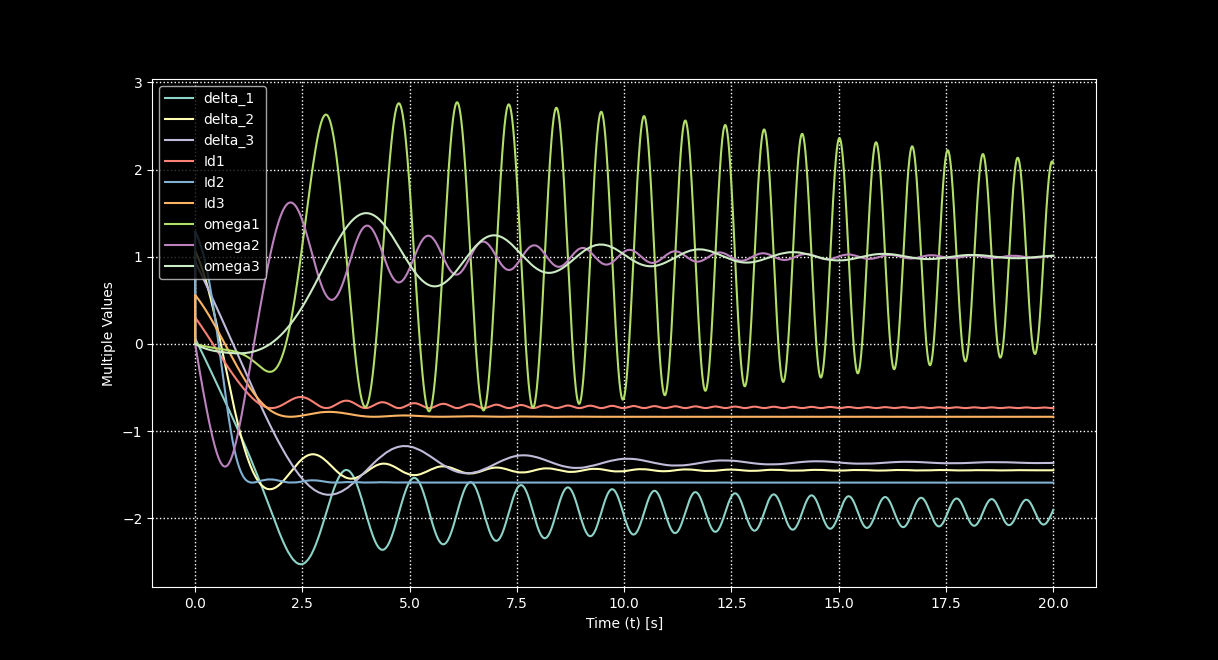 3
2
1
0
−1
−2
Multiple Values
delta_1
delta_2
delta_3
Id1
Id2
Id3
omega1
omega2
omega3
0.0 2.5 5.0 7.5 10.0 12.5 15.0 17.5 20.0
Time (t) [s]